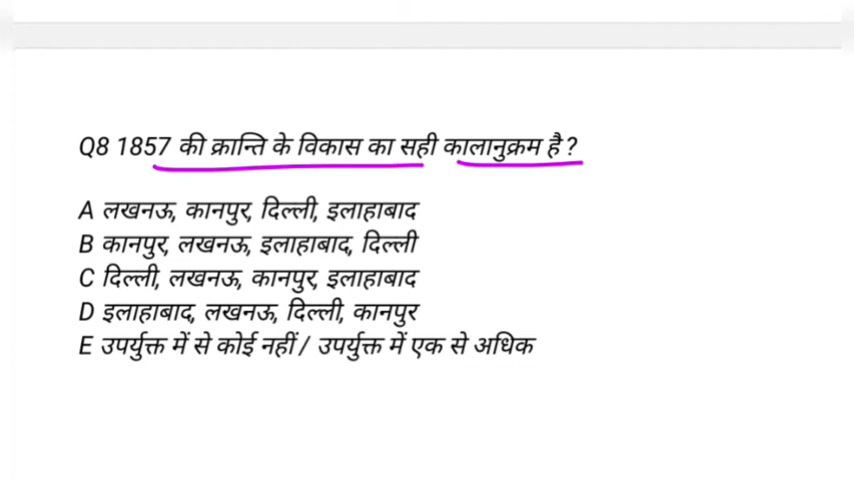 Q8 1857 की क्रान्ति के विकास का सही कालानुक्रम है ?
A लखनऊ, कानपुर, दिल्ली, इलाहाबाद
B कानपुर, लखनऊ, इलाहाबाद, दिल्ली
C दिल्ली, लखनऊ, कानपुर, इलाहाबाद
D इलाहाबाद, लखनऊ, दिल्ली, कानपुर
E उपर्युक्त में से कोई नहीं/ उपर्युक्त में एक से अधिक